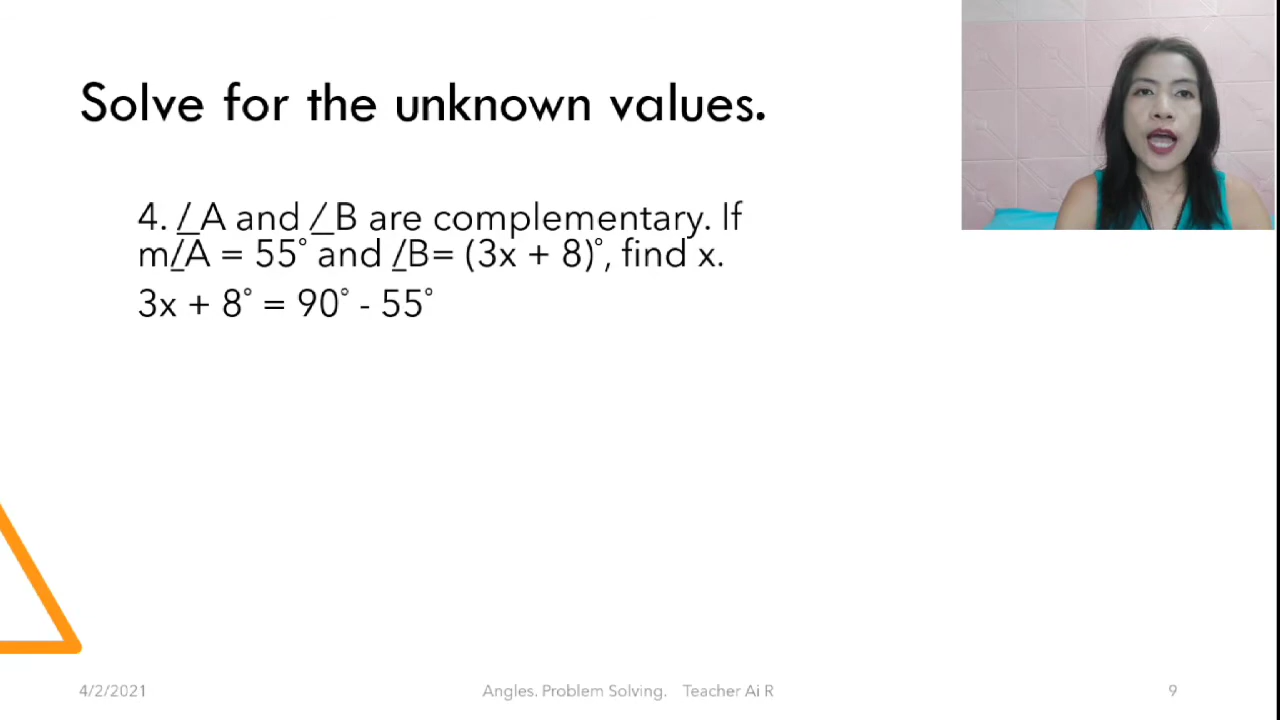 Solve for the unknown values.
4. ∠A and ∠B are complementary. If
m∠A = 55° and ∠B= (3x + 8)°, find x.
3x + 8° = 90° - 55°
4/2/2021
Angles. Problem Solving. Teacher Ai R
9